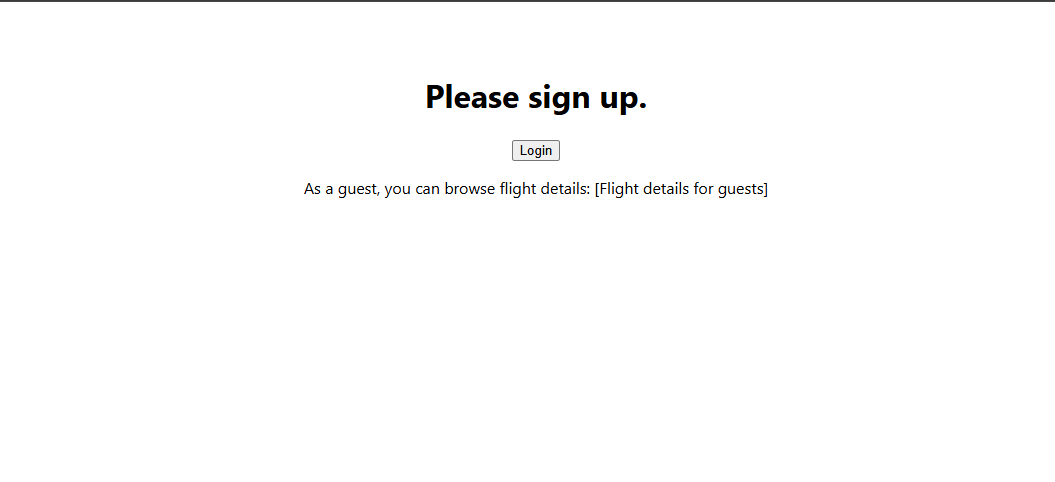 Please sign up.
Login
As a guest, you can browse flight details: [Flight details for guests]